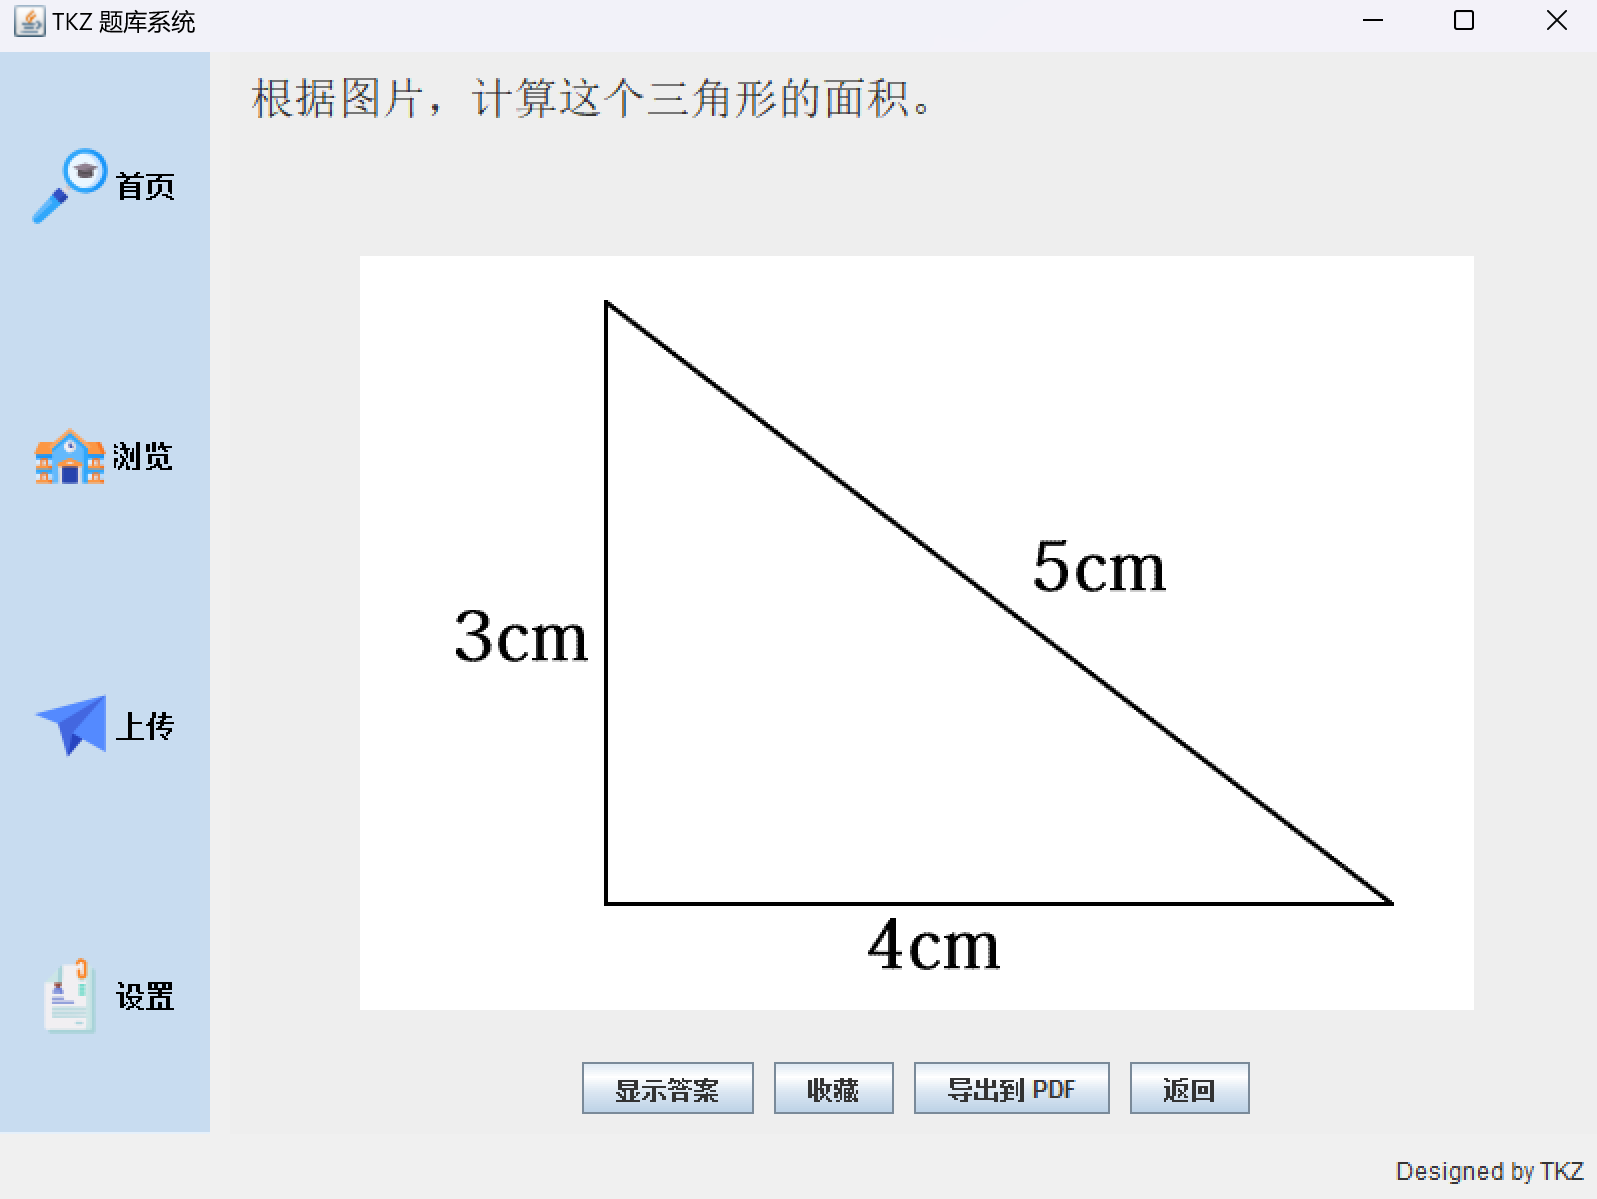 TKZ 题库系统
根据图片，计算这个三角形的面积。
首页
浏览
上传
设置
5cm
3cm
4cm
显示答案
收藏
导出到 PDF
返回
Designed by TKZ